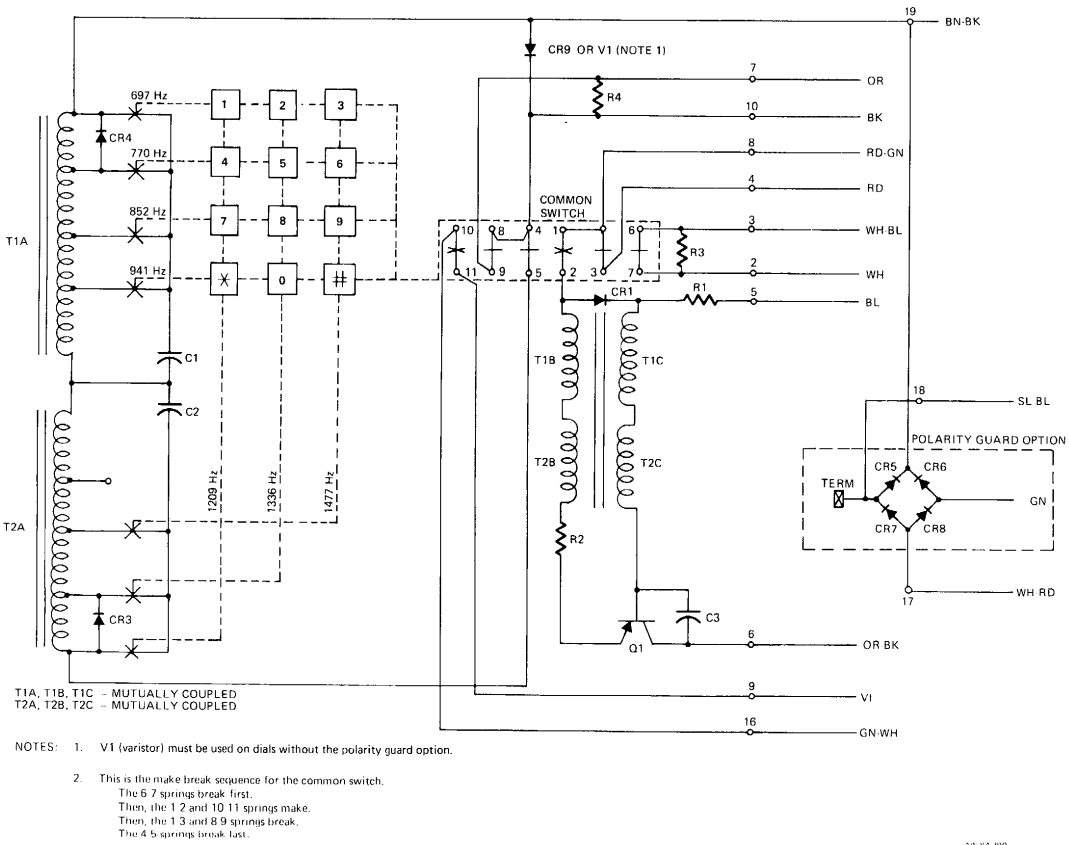 19
BN-BK
CR9 OR V1 (NOTE 1)
7
OR
R4
10
BK
8
RD-GN
4
RD
697 Hz
1
2
3
CR4
770 Hz
4
5
6
COMMON
SWITCH
852 Hz
7
8
9
T1A
10
8
4
1
6
3
WH-BL
R3
941 Hz
*
0
#
11
9
5
2
3
7
2
WH
CR1
R1
5
BL
C1
T1B
T1C
C2
18
SL BL
POLARITY GUARD OPTION
T2B
T2C
1209 Hz
1336 Hz
1477 Hz
TERM
CR5
CR6
GN
CR7
CR8
T2A
R2
17
WH RD
CR3
C3
Q1
6
OR BK
T1A, T1B, T1C – MUTUALLY COUPLED
T2A, T2B, T2C – MUTUALLY COUPLED
9
VI
16
GN-WH
NOTES: 1. V1 (varistor) must be used on dials without the polarity guard option.
2. This is the make break sequence for the common switch.
The 6 7 springs break first.
Then, the 1 2 and 10 11 springs make.
Then, the 1 3 and 8 9 springs break.
The 4 5 springs break last.